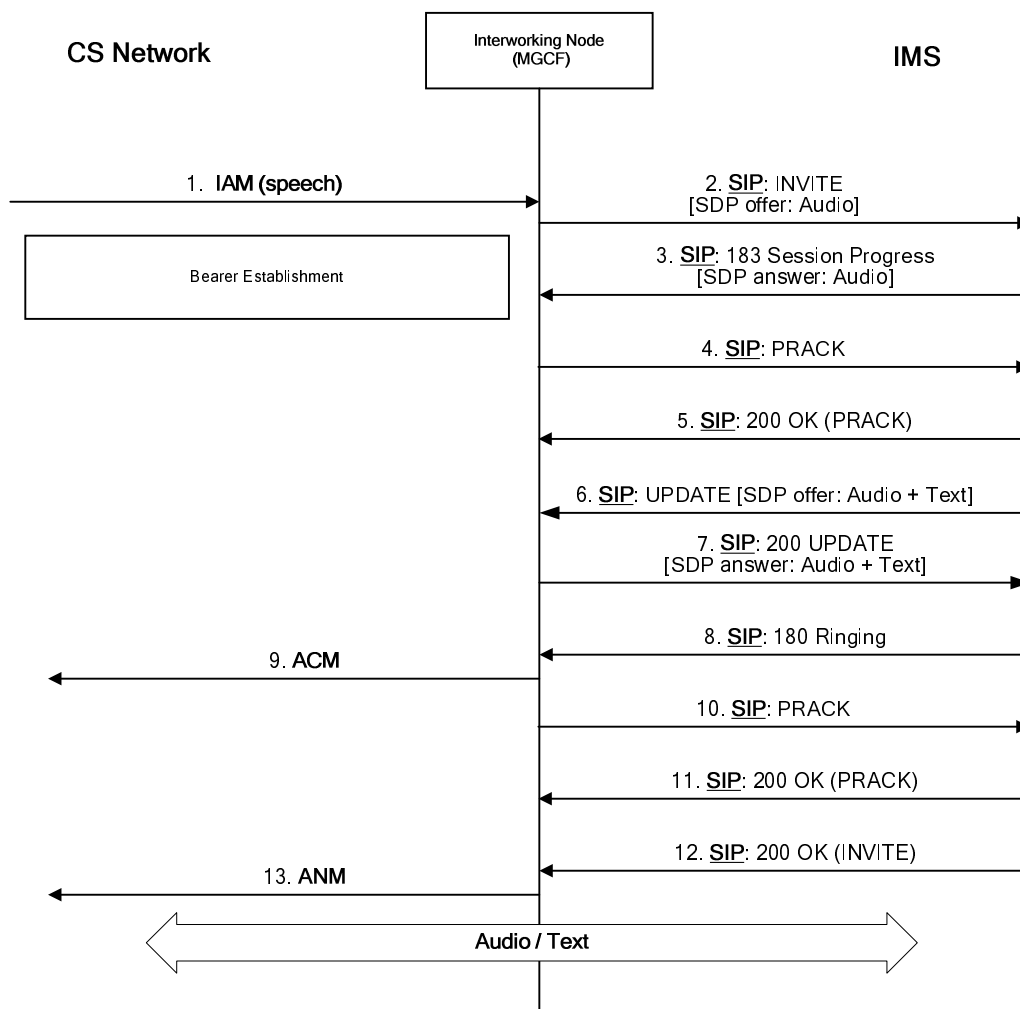 CS Network
Interworking Node
(MGCF)
IMS
1. IAM (speech)
2. SIP: INVITE
[SDP offer: Audio]
3. SIP: 183 Session Progress
[SDP answer: Audio]
Bearer Establishment
4. SIP: PRACK
5. SIP: 200 OK (PRACK)
6. SIP: UPDATE [SDP offer: Audio + Text]
7. SIP: 200 UPDATE
[SDP answer: Audio + Text]
8. SIP: 180 Ringing
9. ACM
10. SIP: PRACK
11. SIP: 200 OK (PRACK)
12. SIP: 200 OK (INVITE)
13. ANM
Audio / Text